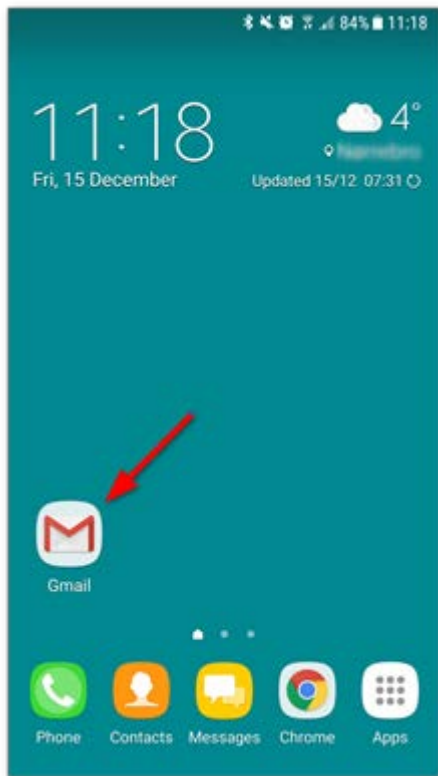 84% 11:18
11:18
4°
Fri, 15 December
Updated 15/12 07:31
Gmail
Phone
Contacts
Messages
Chrome
Apps